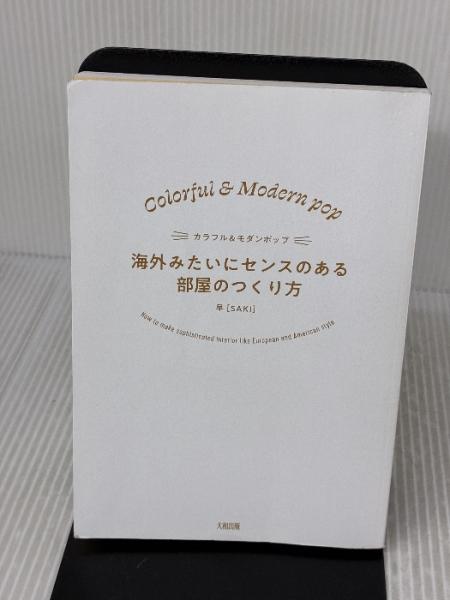 Colorful & Modern pop
カラフル&モダンポップ
海外みたいにセンスのある
部屋のつくり方
早[SAKI]
How to make sophisticated interior like European and American style
大和出版